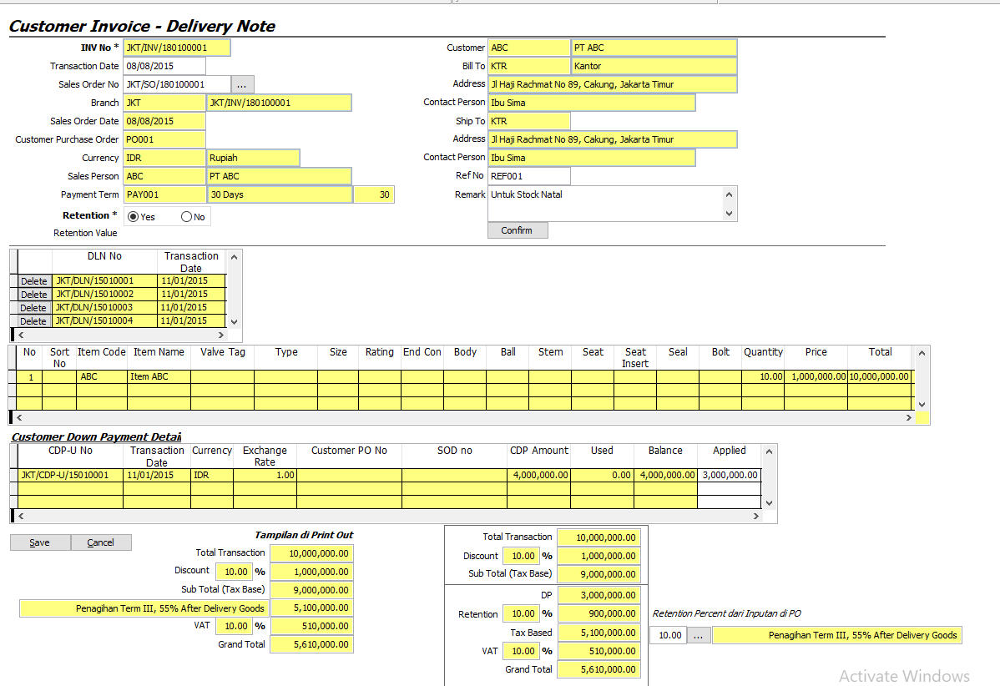 Customer Invoice - Delivery Note
INV No * JKT/INV/180100001
Transaction Date 08/08/2015
Sales Order No JKT/SO/180100001 ...
Branch JKT JKT/INV/180100001
Sales Order Date 08/08/2015
Customer Purchase Order PO001
Currency IDR Rupiah
Sales Person ABC PT ABC
Payment Term PAY001 30 Days 30
Retention * Yes No
Retention Value
Customer ABC PT ABC
Bill To KTR Kantor
Address Jl Haji Rachmat No 89, Cakung, Jakarta Timur
Contact Person Ibu Sima
Ship To KTR
Address Jl Haji Rachmat No 89, Cakung, Jakarta Timur
Contact Person Ibu Sima
Ref No REF001
Remark Untuk Stock Natal
Confirm
DLN No Transaction Date
Delete JKT/DLN/15010001 11/01/2015
Delete JKT/DLN/15010002 11/01/2015
Delete JKT/DLN/15010003 11/01/2015
Delete JKT/DLN/15010004 11/01/2015
No Sort No Item Code Item Name Valve Tag Type Size Rating End Con Body Ball Stem Seat Seat Insert Seal Bolt Quantity Price Total
1 ABC Item ABC 10.00 1,000,000.00 10,000,000.00
Customer Down Payment Detail
CDP-U No Transaction Date Currency Exchange Rate Customer PO No SOD no CDP Amount Used Balance Applied
JKT/CDP-U/15010001 11/01/2015 IDR 1.00 4,000,000.00 0.00 4,000,000.00 3,000,000.00
Save Cancel
Tampilan di Print Out
Total Transaction 10,000,000.00
Discount 10.00 % 1,000,000.00
Sub Total (Tax Base) 9,000,000.00
Penagihan Term III, 55% After Delivery Goods 5,100,000.00
VAT 10.00 % 510,000.00
Grand Total 5,610,000.00
Total Transaction 10,000,000.00
Discount 10.00 % 1,000,000.00
Sub Total (Tax Base) 9,000,000.00
DP 3,000,000.00
Retention 10.00 % 900,000.00
Tax Based 5,100,000.00
VAT 10.00 % 510,000.00
Grand Total 5,610,000.00
Retention Percent dari Inputan di PO
10.00 ... Penagihan Term III, 55% After Delivery Goods
Activate Windows